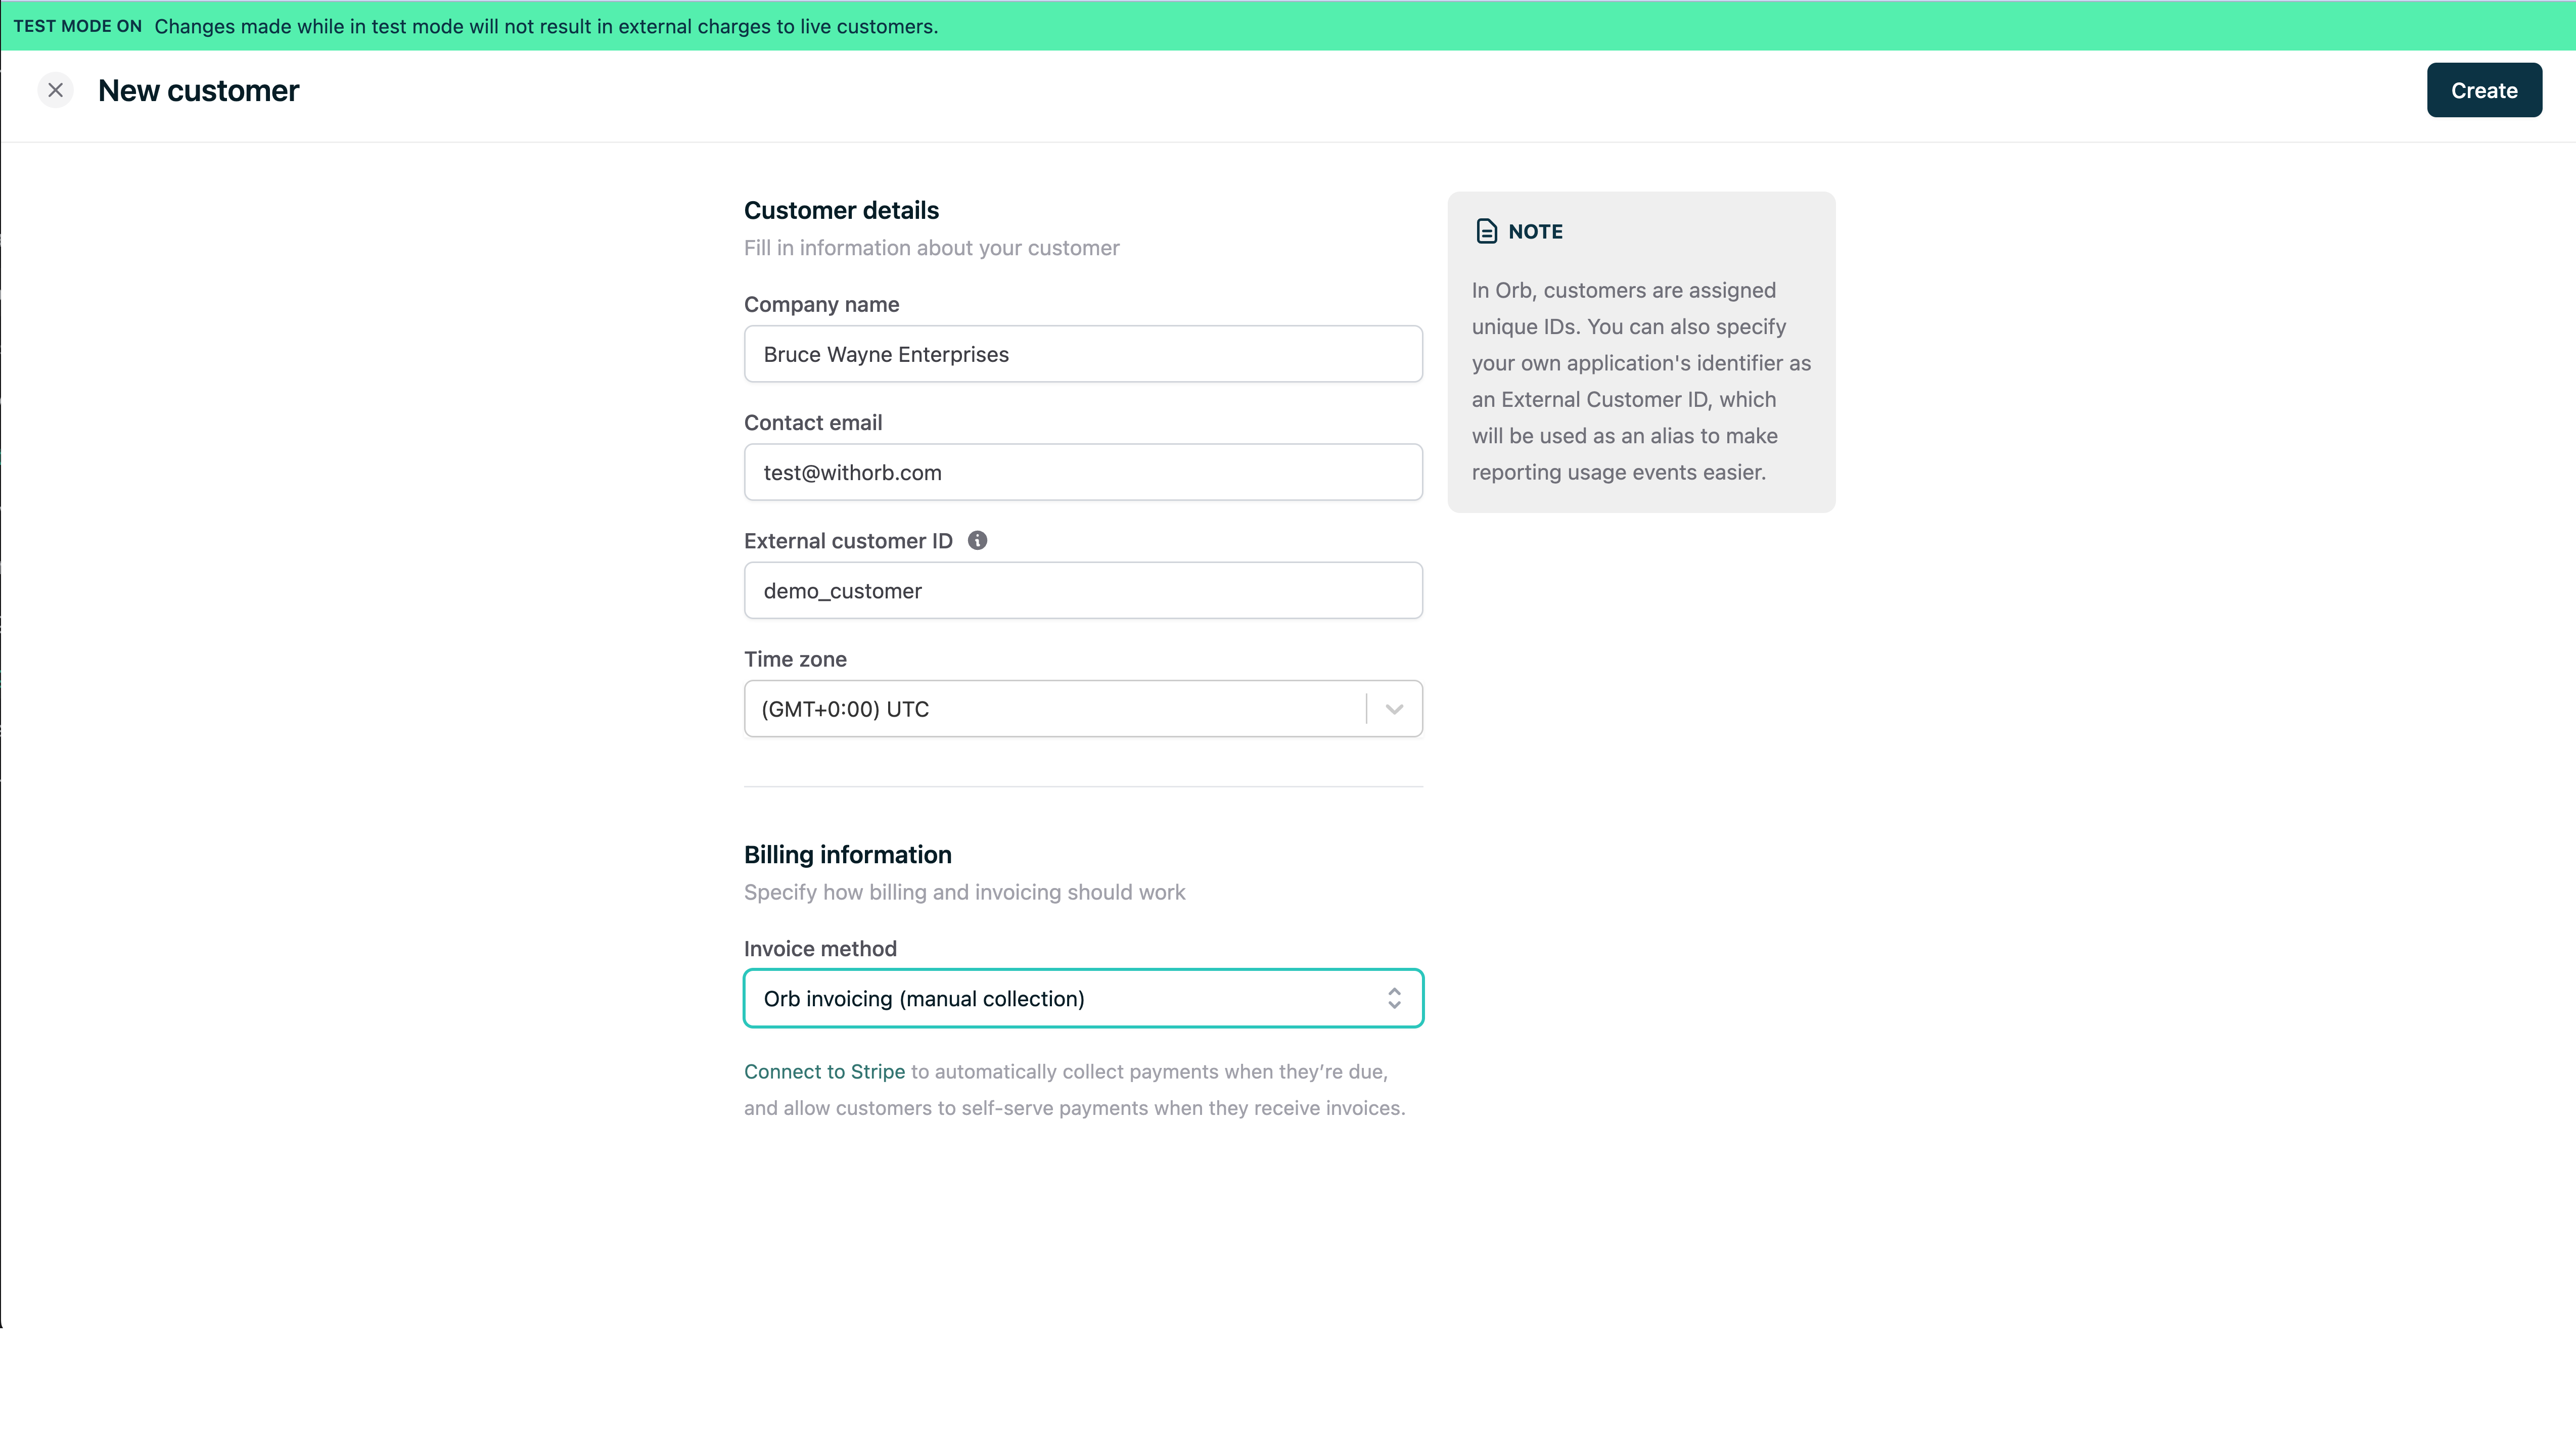 TEST MODE ON Changes made while in test mode will not result in external charges to live customers.
New customer
Create
Customer details
Fill in information about your customer
Company name
Bruce Wayne Enterprises
Contact email
test@withorb.com
External customer ID
demo_customer
Time zone
(GMT+0:00) UTC
NOTE
In Orb, customers are assigned
unique IDs. You can also specify
your own application's identifier as
an External Customer ID, which
will be used as an alias to make
reporting usage events easier.
Billing information
Specify how billing and invoicing should work
Invoice method
Orb invoicing (manual collection)
Connect to Stripe to automatically collect payments when they’re due,
and allow customers to self-serve payments when they receive invoices.